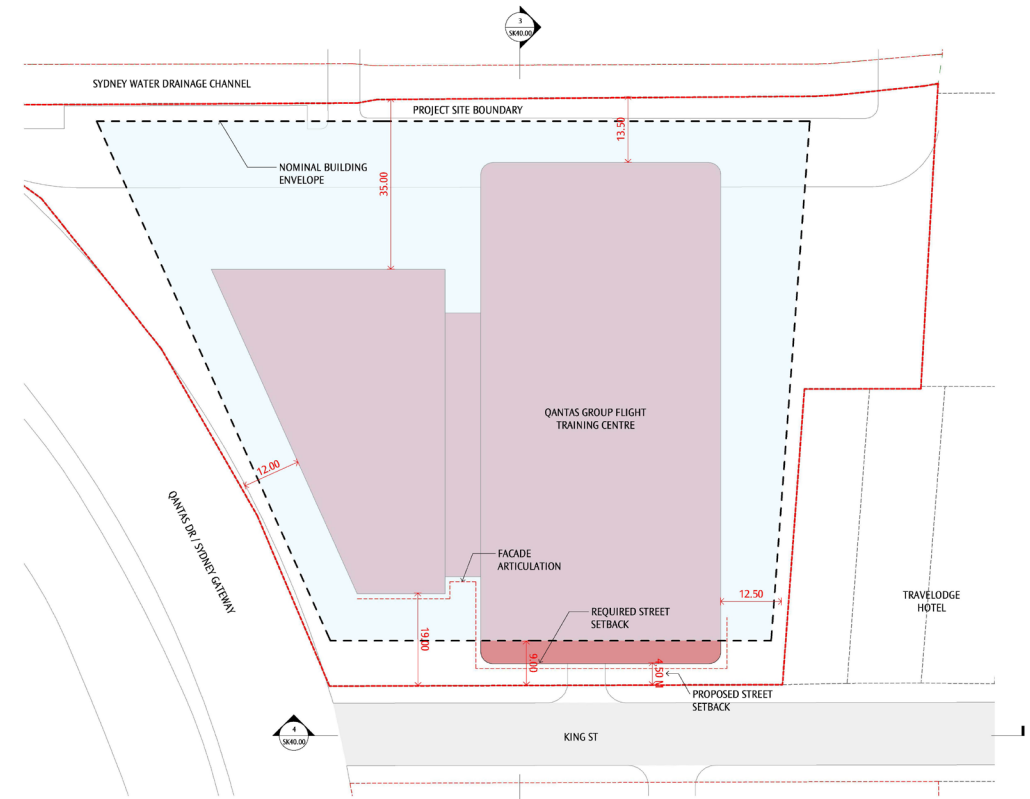 3
SK40.00
SYDNEY WATER DRAINAGE CHANNEL
PROJECT SITE BOUNDARY
13.50
NOMINAL BUILDING
ENVELOPE
35.00
QANTAS GROUP FLIGHT
TRAINING CENTRE
12.00
QANTAS DR / SYDNEY GATEWAY
FACADE
ARTICULATION
12.50
TRAVELODGE
HOTEL
REQUIRED STREET
SETBACK
19.00
9.00
4.50 N
PROPOSED STREET
SETBACK
4
SK40.00
KING ST